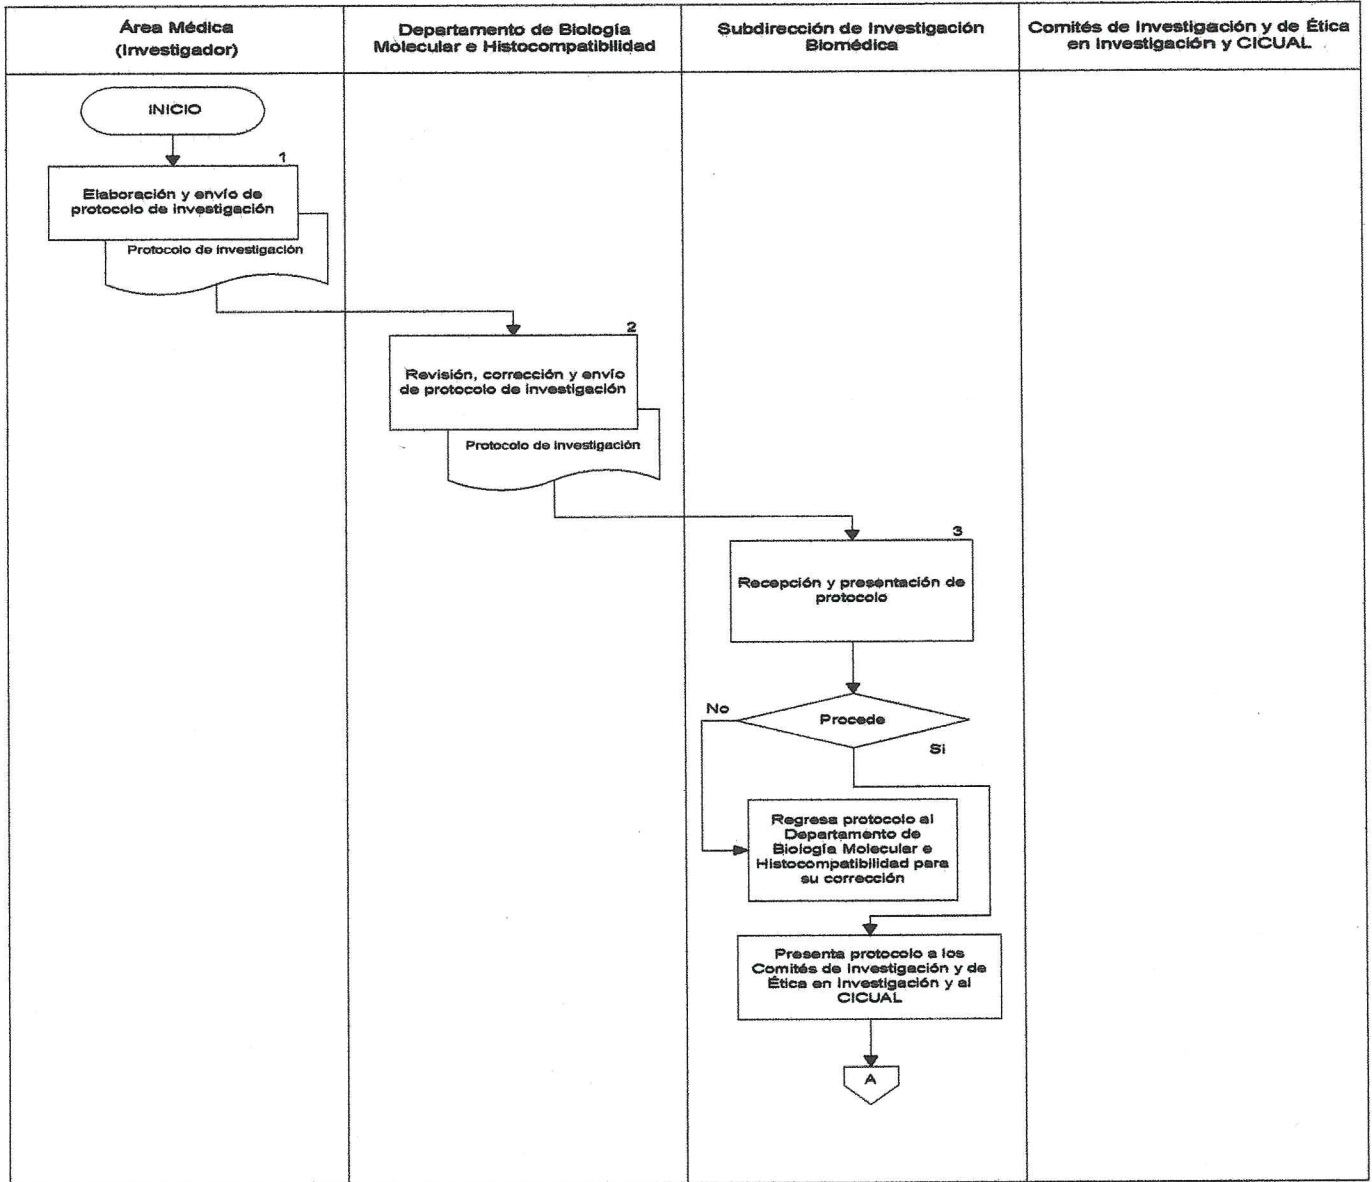 Área Médica
(Investigador)
Departamento de Biología
Molecular e Histocompatibilidad
Subdirección de Investigación
Biomédica
Comités de Investigación y de Ética
en Investigación y CICUAL
INICIO
1
Elaboración y envío de
protocolo de investigación
Protocolo de investigación
2
Revisión, corrección y envío
de protocolo de investigación
Protocolo de investigación
3
Recepción y presentación de
protocolo
No
Procede
Si
Regresa protocolo al
Departamento de
Biología Molecular e
Histocompatibilidad para
su corrección
Presenta protocolo a los
Comités de Investigación y de
Ética en Investigación y al
CICUAL
A